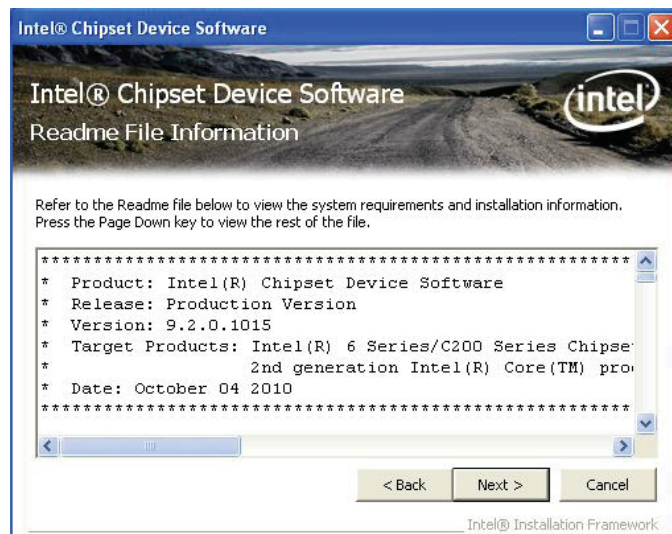 Intel® Chipset Device Software
Intel® Chipset Device Software
intel
Readme File Information
Refer to the Readme file below to view the system requirements and installation information.
Press the Page Down key to view the rest of the file.
************************************************************
* Product: Intel(R) Chipset Device Software
* Release: Production Version
* Version: 9.2.0.1015
* Target Products: Intel(R) 6 Series/C200 Series Chipse
* 2nd generation Intel(R) Core(TM) pro
* Date: October 04 2010
************************************************************
< Back Next > Cancel
Intel® Installation Framework